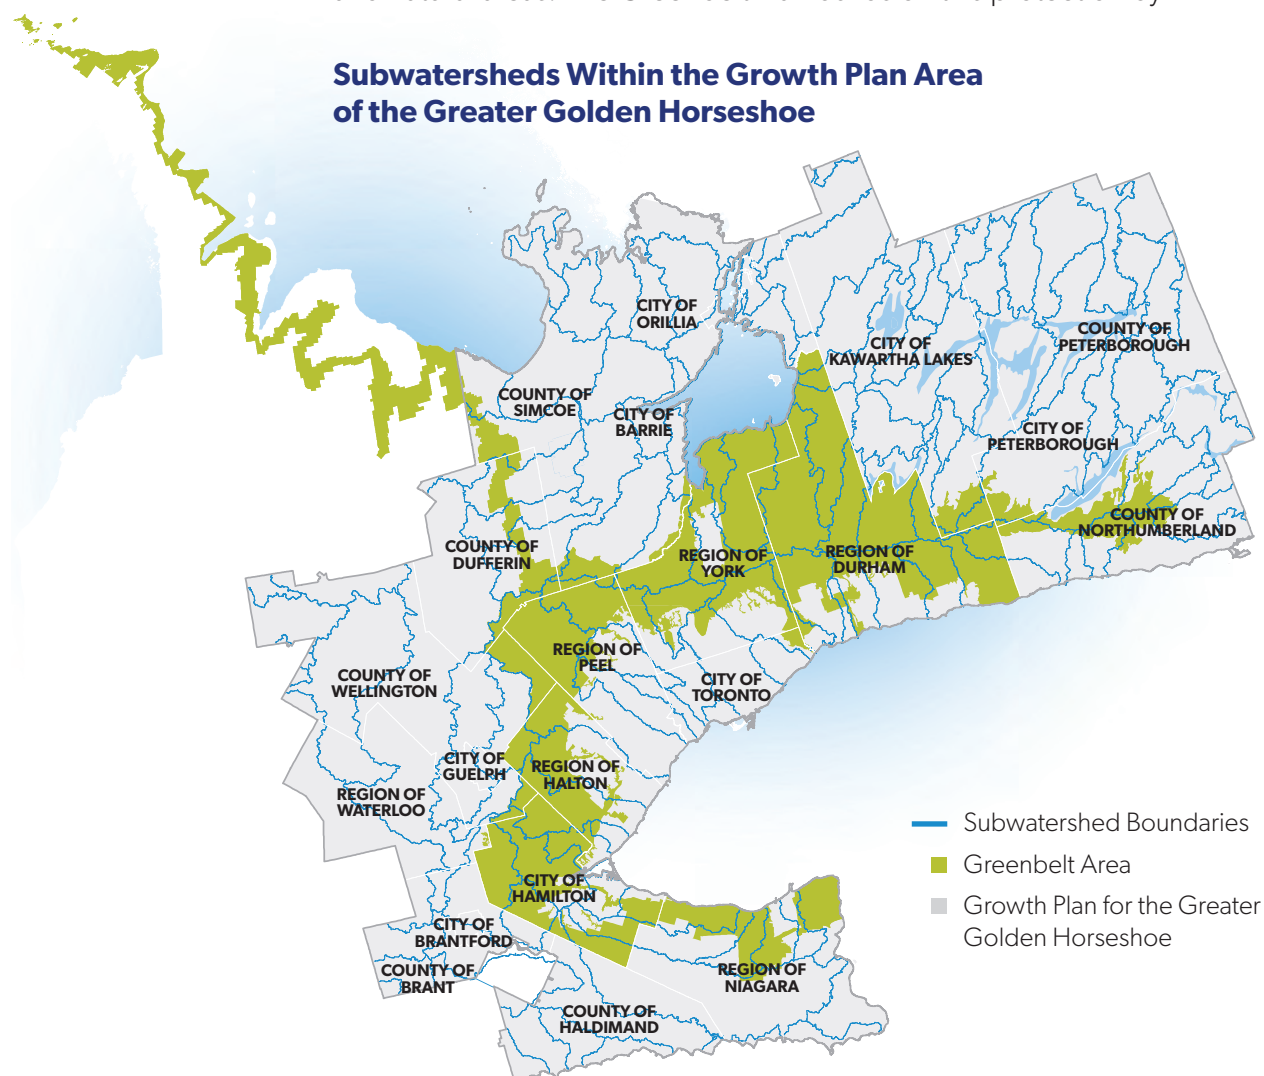 Subwatersheds Within the Growth Plan Area
of the Greater Golden Horseshoe
CITY OF
ORILLIA
COUNTY OF
PETERBOROUGH
CITY OF
KAWARTHA LAKES
COUNTY OF
SIMCOE
CITY OF
BARRIE
CITY OF
PETERBOROUGH
COUNTY OF
NORTHUMBERLAND
COUNTY OF
DUFFERIN
REGION OF
YORK
REGION OF
DURHAM
REGION OF
PEEL
COUNTY OF
WELLINGTON
CITY OF
TORONTO
CITY OF
GUELPH
REGION OF
HALTON
REGION OF
WATERLOO
Subwatershed Boundaries
Greenbelt Area
Growth Plan for the Greater
Golden Horseshoe
CITY OF
HAMILTON
CITY OF
BRANTFORD
COUNTY OF
BRANT
REGION OF
NIAGARA
COUNTY OF
HALDIMAND